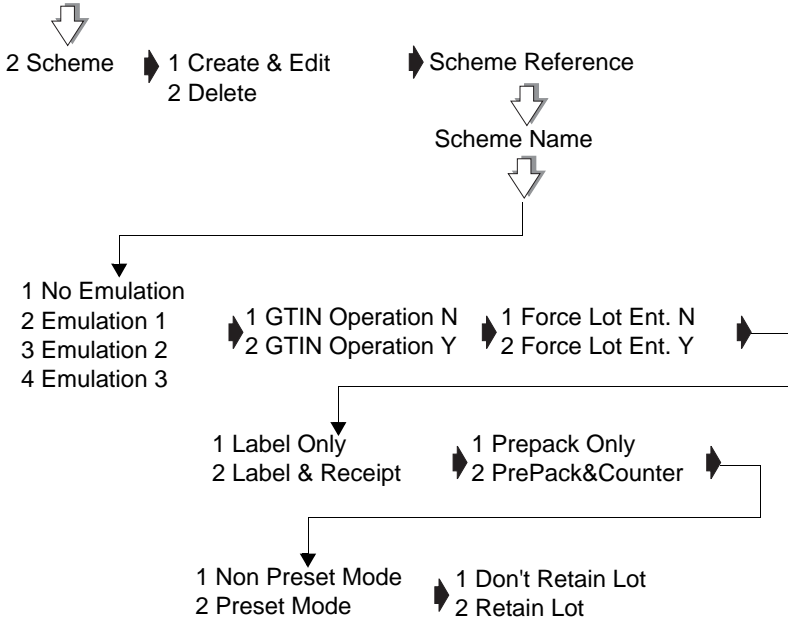 2 Scheme
1 Create & Edit
2 Delete
Scheme Reference
Scheme Name
1 No Emulation
2 Emulation 1
3 Emulation 2
4 Emulation 3
1 GTIN Operation N
2 GTIN Operation Y
1 Force Lot Ent. N
2 Force Lot Ent. Y
1 Label Only
2 Label & Receipt
1 Prepack Only
2 PrePack&Counter
1 Non Preset Mode
2 Preset Mode
1 Don't Retain Lot
2 Retain Lot